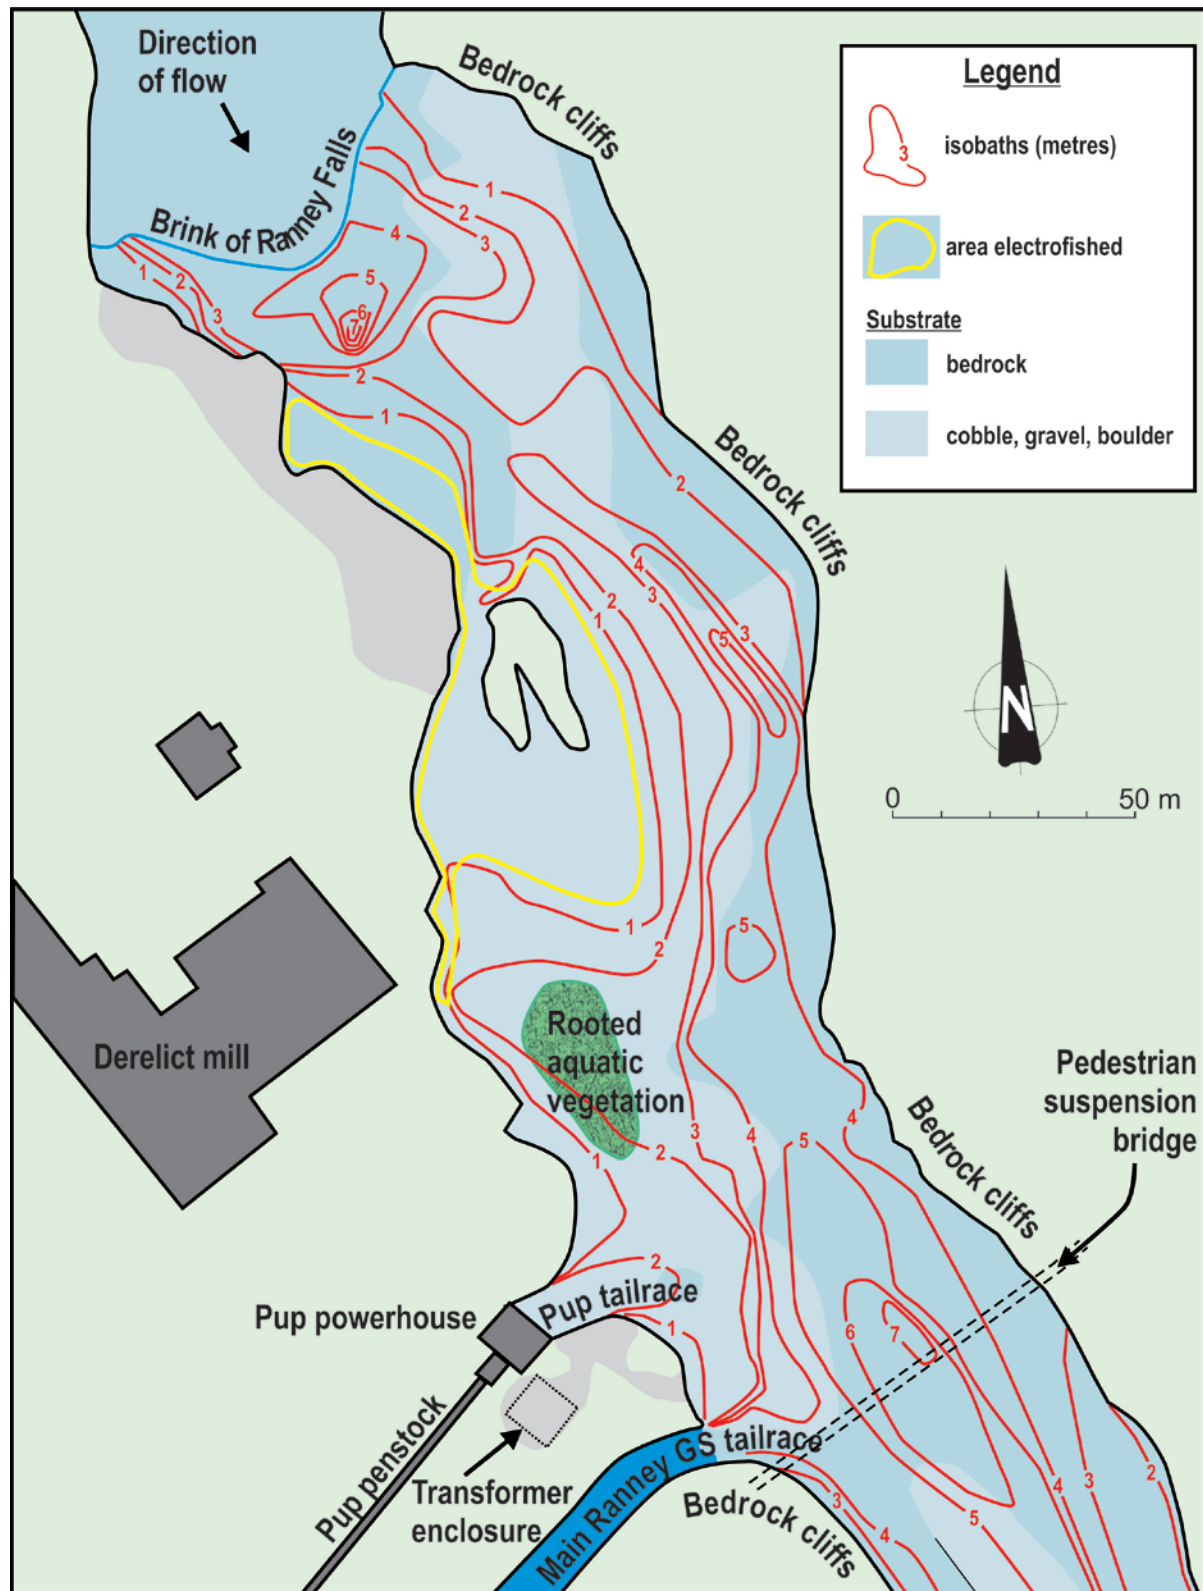 Direction
of flow
Bedrock cliffs
Brink of Ranney Falls
Legend
3
isobaths (metres)
area electrofished
Substrate
bedrock
cobble, gravel, boulder
1
2
3
4
5
6
7
1
2
3
2
1
Bedrock cliffs
2
4
3
2
1
3
5
N
0
50 m
5
1
2
Rooted
aquatic
vegetation
Derelict mill
Pedestrian
suspension
bridge
Bedrock cliffs
4
3
4
5
2
1
2
Pup tailrace
Pup powerhouse
1
6
7
Main Ranney GS tailrace
Pup penstock
Transformer
enclosure
Bedrock cliffs
3
4
5
4
3
2